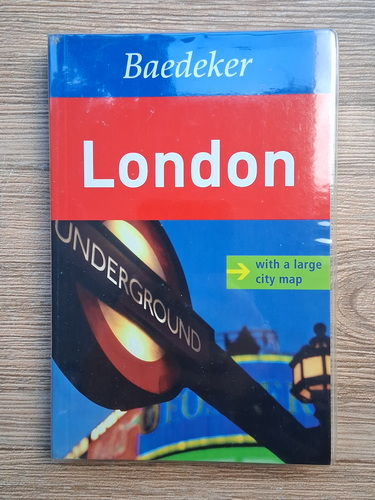 Baedeker
London
UNDERGROUND
with a large
city map